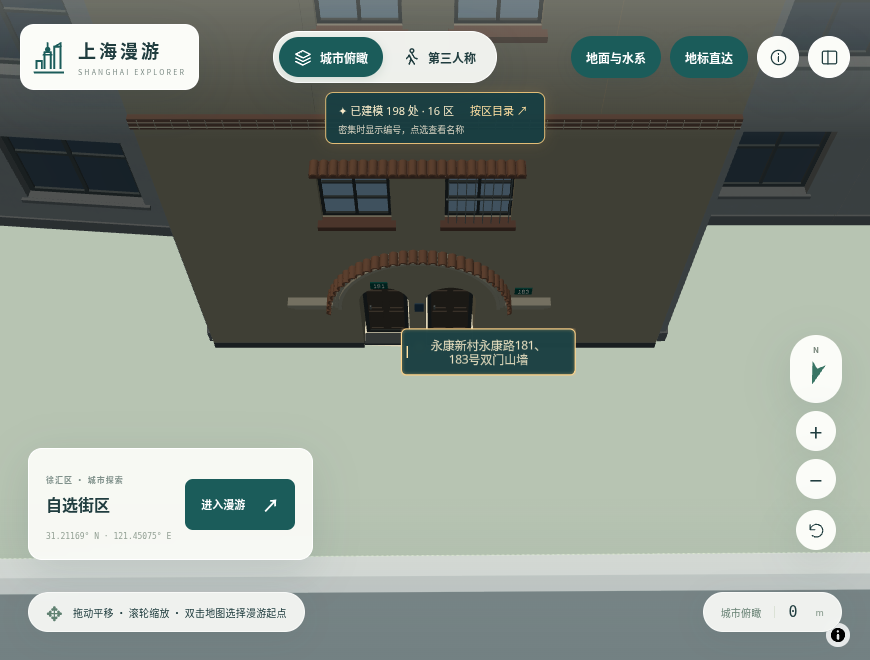 上海漫游
SHANGHAI EXPLORER
城市俯瞰
第三人称
地面与水系
地标直达
✦ 已建模 198 处 · 16 区 按区目录 ↗
密集时显示编号，点选查看名称
181
183
永康新村永康路181、
183号双门山墙
N
徐汇区 · 城市探索
自选街区
31.21169° N · 121.45075° E
进入漫游
拖动平移 · 滚轮缩放 · 双击地图选择漫游起点
城市俯瞰 0 m